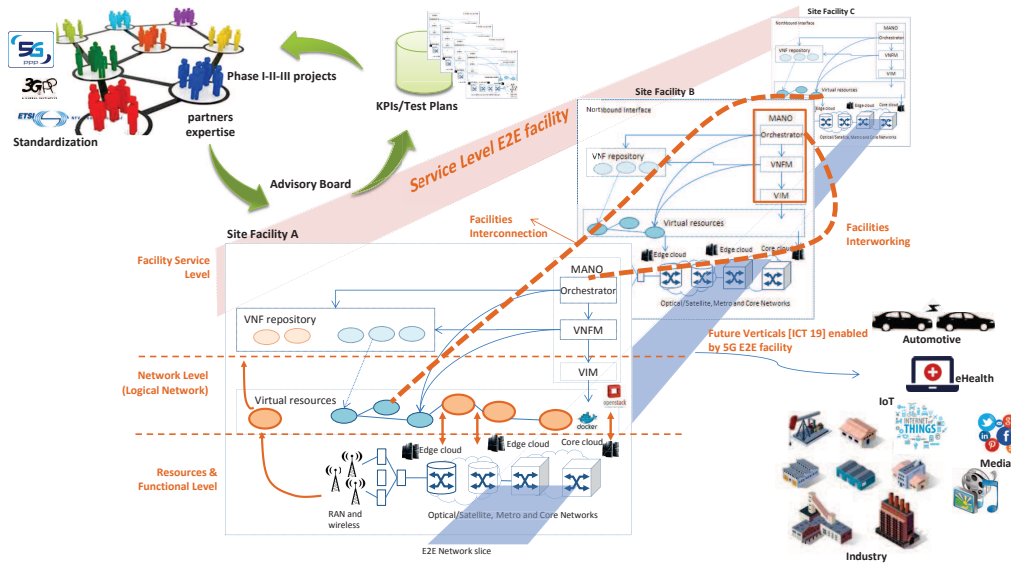 5G
ppp
3GPP
A GLOBAL INITIATIVE
ETSI
Standardization
Phase I-II-III projects
partners
expertise
Advisory Board
KPIs/Test Plans
Service Level E2E facility
Site Facility C
Northbound Interface
MANO
Orchestrator
VNF repository
VNFM
VIM
Virtual resources
Edge cloud
Core cloud
Optical/Satellite, Metro and Core Networks
Site Facility B
Northbound Interface
MANO
Orchestrator
VNF repository
VNFM
VIM
Virtual resources
Edge cloud
Edge cloud
Core cloud
Optical/Satellite, Metro and Core Networks
Facilities
Interconnection
Facilities
Interworking
Site Facility A
Facility Service
Level
MANO
Orchestrator
VNF repository
VNFM
VIM
Network Level
(Logical Network)
Virtual resources
openstack
docker
Edge cloud
Edge cloud
Core cloud
Resources &
Functional Level
RAN and
wireless
Optical/Satellite, Metro and Core Networks
E2E Network slice
Future Verticals [ICT 19] enabled
by 5G E2E facility
Automotive
eHealth
IoT
INTERNET
OF
THINGS
Media
Industry